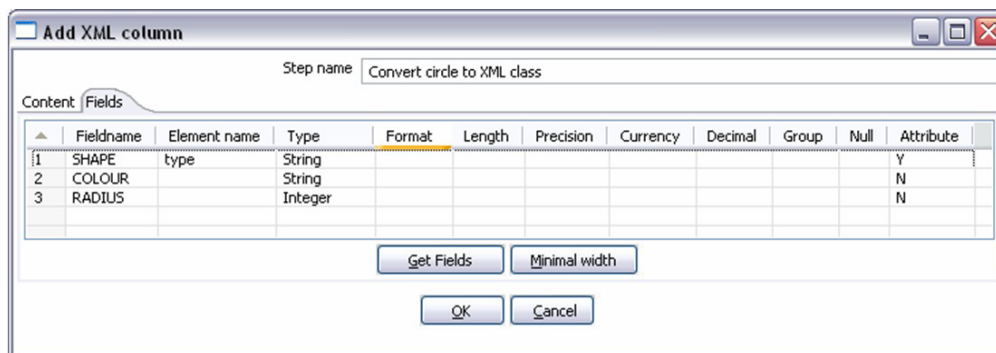 Add XML column
Step name Convert circle to XML class
Content Fields
Fieldname Element name Type Format Length Precision Currency Decimal Group Null Attribute
1 SHAPE type String Y
2 COLOUR String N
3 RADIUS Integer N
Get Fields Minimal width
OK Cancel